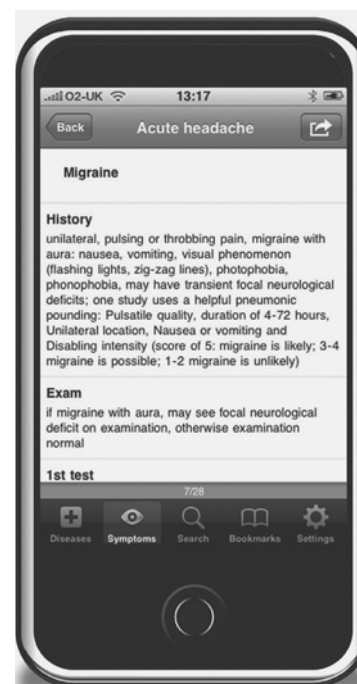 O2-UK 13:17
Back Acute headache
Migraine
History
unilateral, pulsing or throbbing pain, migraine with
aura: nausea, vomiting, visual phenomenon
(flashing lights, zig-zag lines), photophobia,
phonophobia, may have transient focal neurological
deficits; one study uses a helpful pneumonic
pounding: Pulsatile quality, duration of 4-72 hours,
Unilateral location, Nausea or vomiting and
Disabling intensity (score of 5: migraine is likely; 3-4
migraine is possible; 1-2 migraine is unlikely)
Exam
if migraine with aura, may see focal neurological
deficit on examination, otherwise examination
normal
1st test
7/28
Diseases Symptoms Search Bookmarks Settings